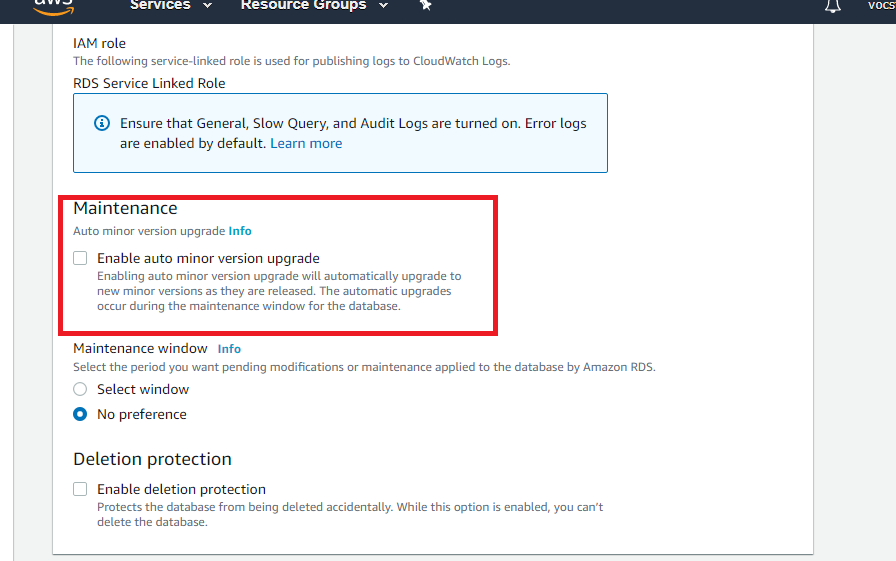 aws Services Resource Groups
IAM role
The following service-linked role is used for publishing logs to CloudWatch Logs.
RDS Service Linked Role
Ensure that General, Slow Query, and Audit Logs are turned on. Error logs
are enabled by default. Learn more
Maintenance
Auto minor version upgrade Info
Enable auto minor version upgrade
Enabling auto minor version upgrade will automatically upgrade to
new minor versions as they are released. The automatic upgrades
occur during the maintenance window for the database.
Maintenance window Info
Select the period you want pending modifications or maintenance applied to the database by Amazon RDS.
Select window
No preference
Deletion protection
Enable deletion protection
Protects the database from being deleted accidentally. While this option is enabled, you can't
delete the database.